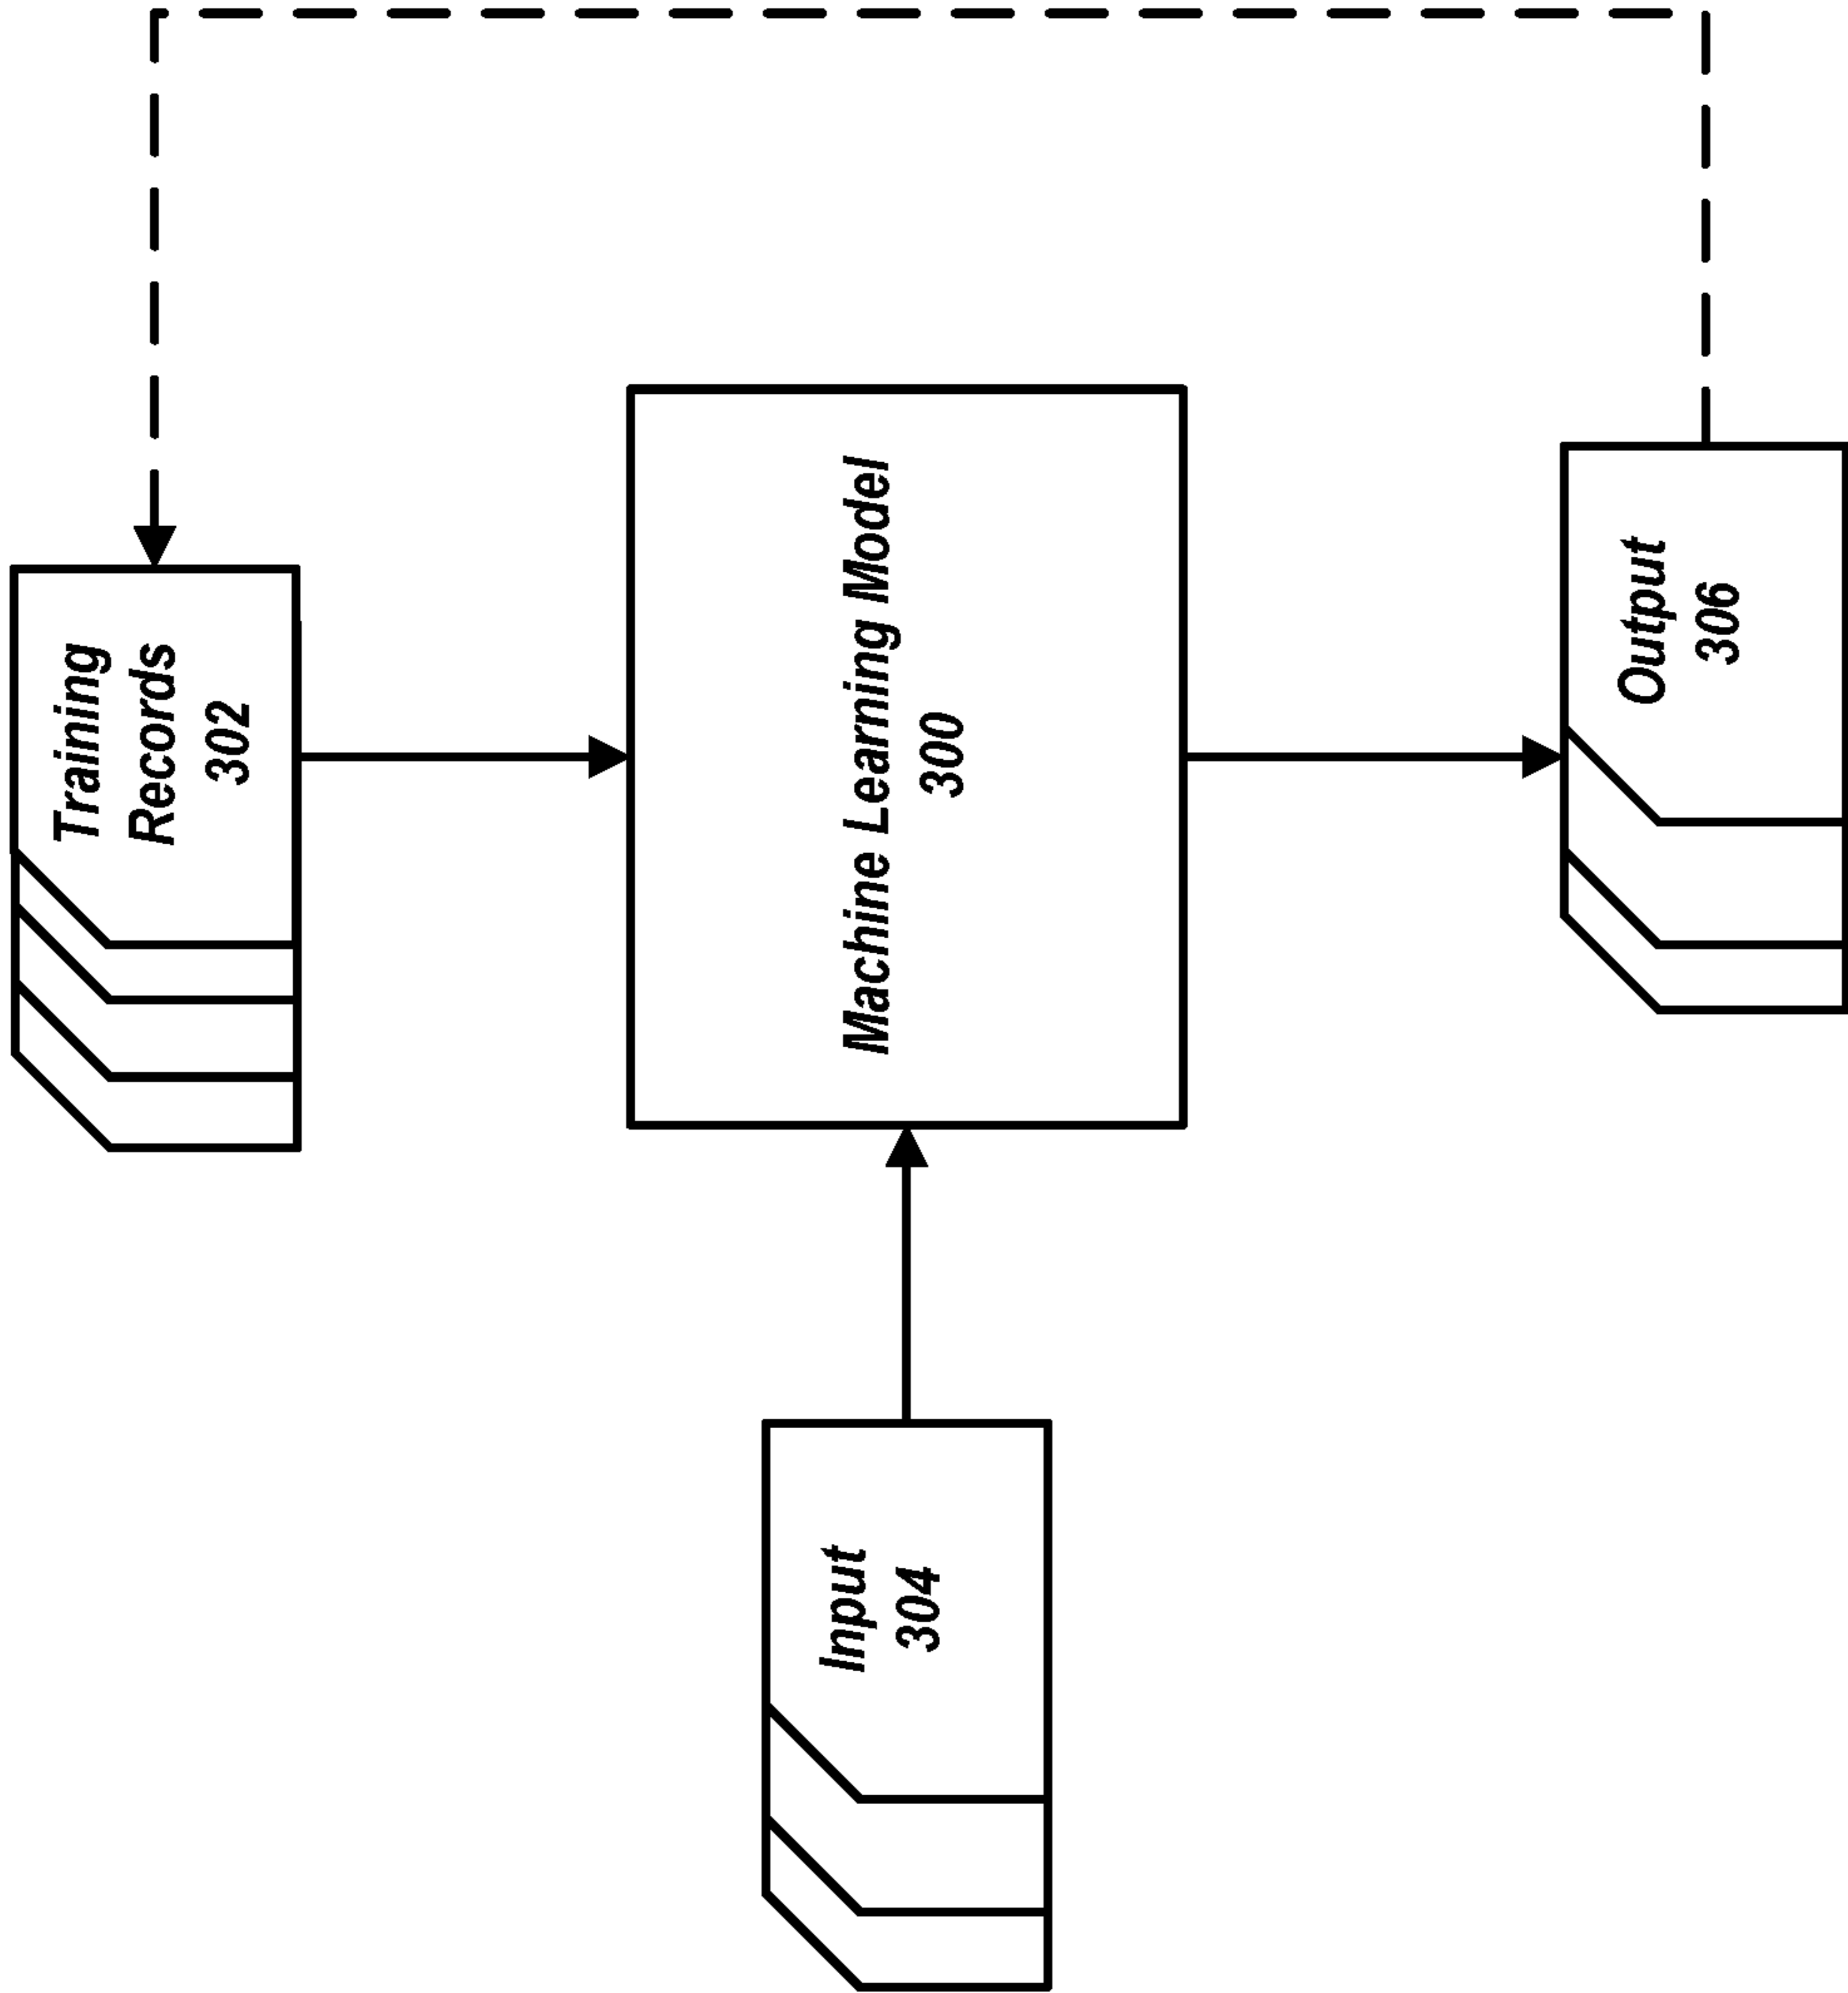 Training
Records
302
Machine Learning Model
300
Input
304
Output
306